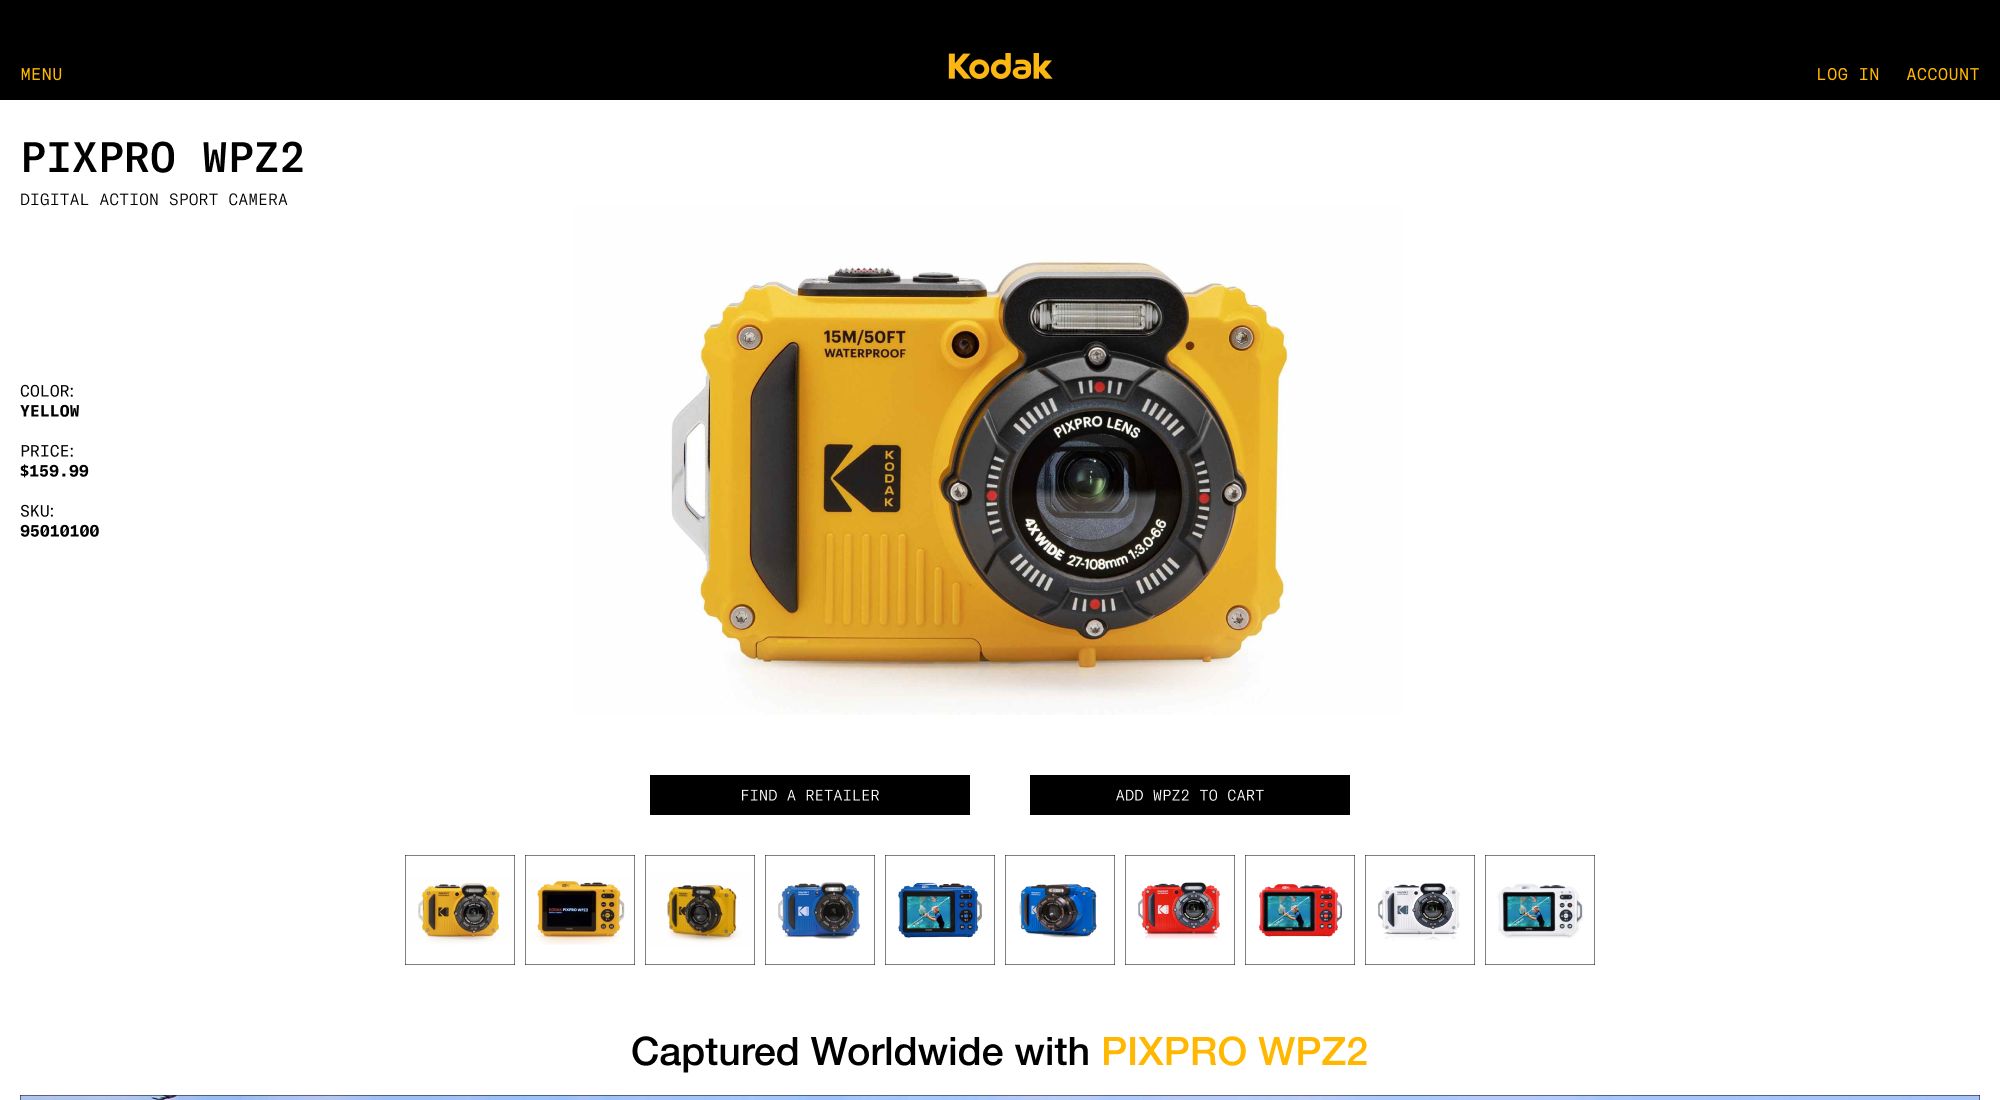 MENU
Kodak
LOG IN
ACCOUNT
PIXPRO WPZ2
DIGITAL ACTION SPORT CAMERA
COLOR:
YELLOW
PRICE:
$159.99
SKU:
95010100
15M/50FT
WATERPROOF
KODAK
PIXPRO LENS
4X WIDE 27-108mm 1:3.0-6.6
FIND A RETAILER
ADD WPZ2 TO CART
Captured Worldwide with PIXPRO WPZ2